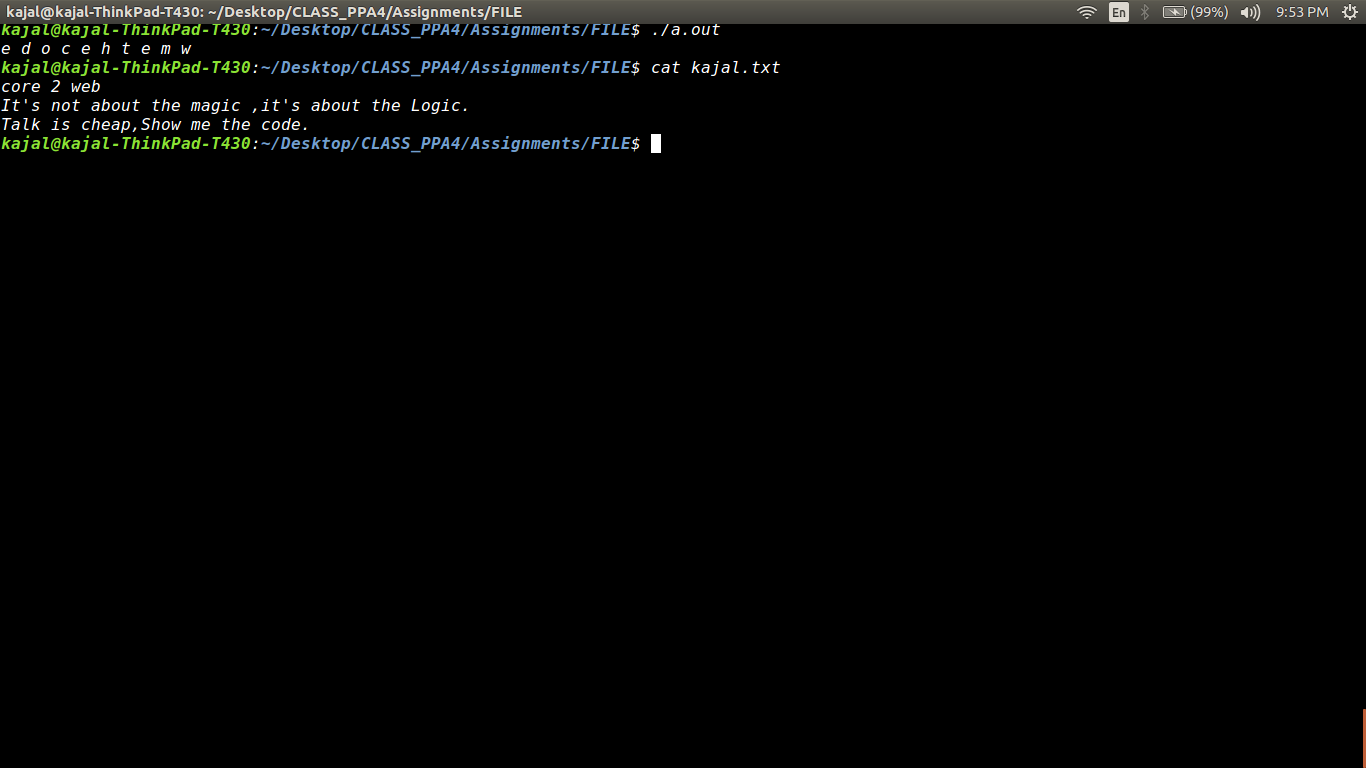 kajal@kajal-ThinkPad-T430: ~/Desktop/CLASS_PPA4/Assignments/FILE En (99%) 9:53 PM
kajal@kajal-ThinkPad-T430:~/Desktop/CLASS_PPA4/Assignments/FILE$ ./a.out
e d o c e h t e m w
kajal@kajal-ThinkPad-T430:~/Desktop/CLASS_PPA4/Assignments/FILE$ cat kajal.txt
core 2 web
It's not about the magic ,it's about the Logic.
Talk is cheap,Show me the code.
kajal@kajal-ThinkPad-T430:~/Desktop/CLASS_PPA4/Assignments/FILE$